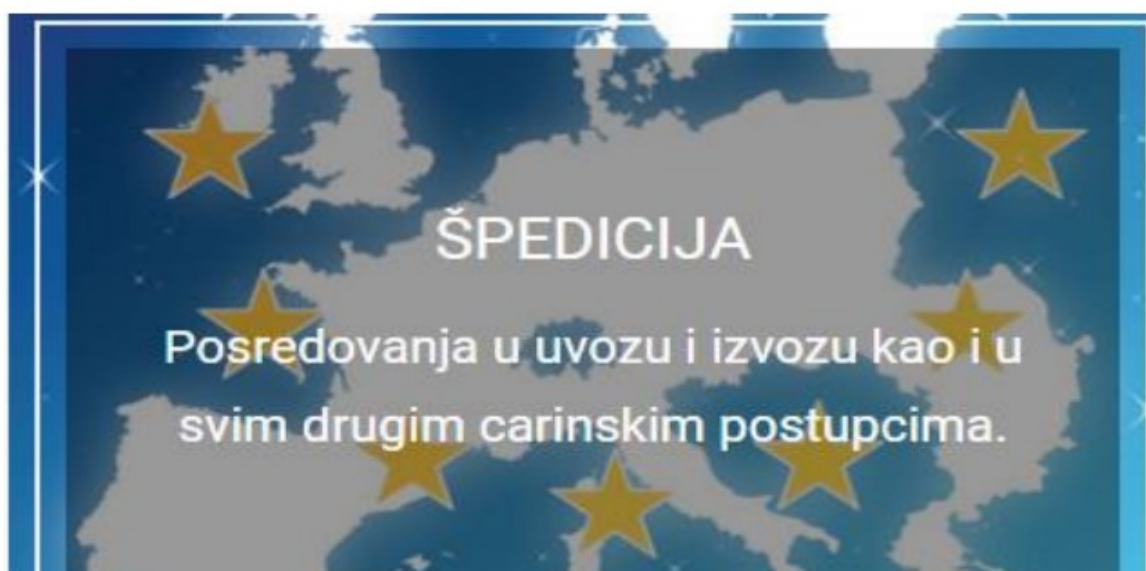 ŠPEDICIJA
Posredovanja u uvozu i izvozu kao i u
svim drugim carinskim postupcima.